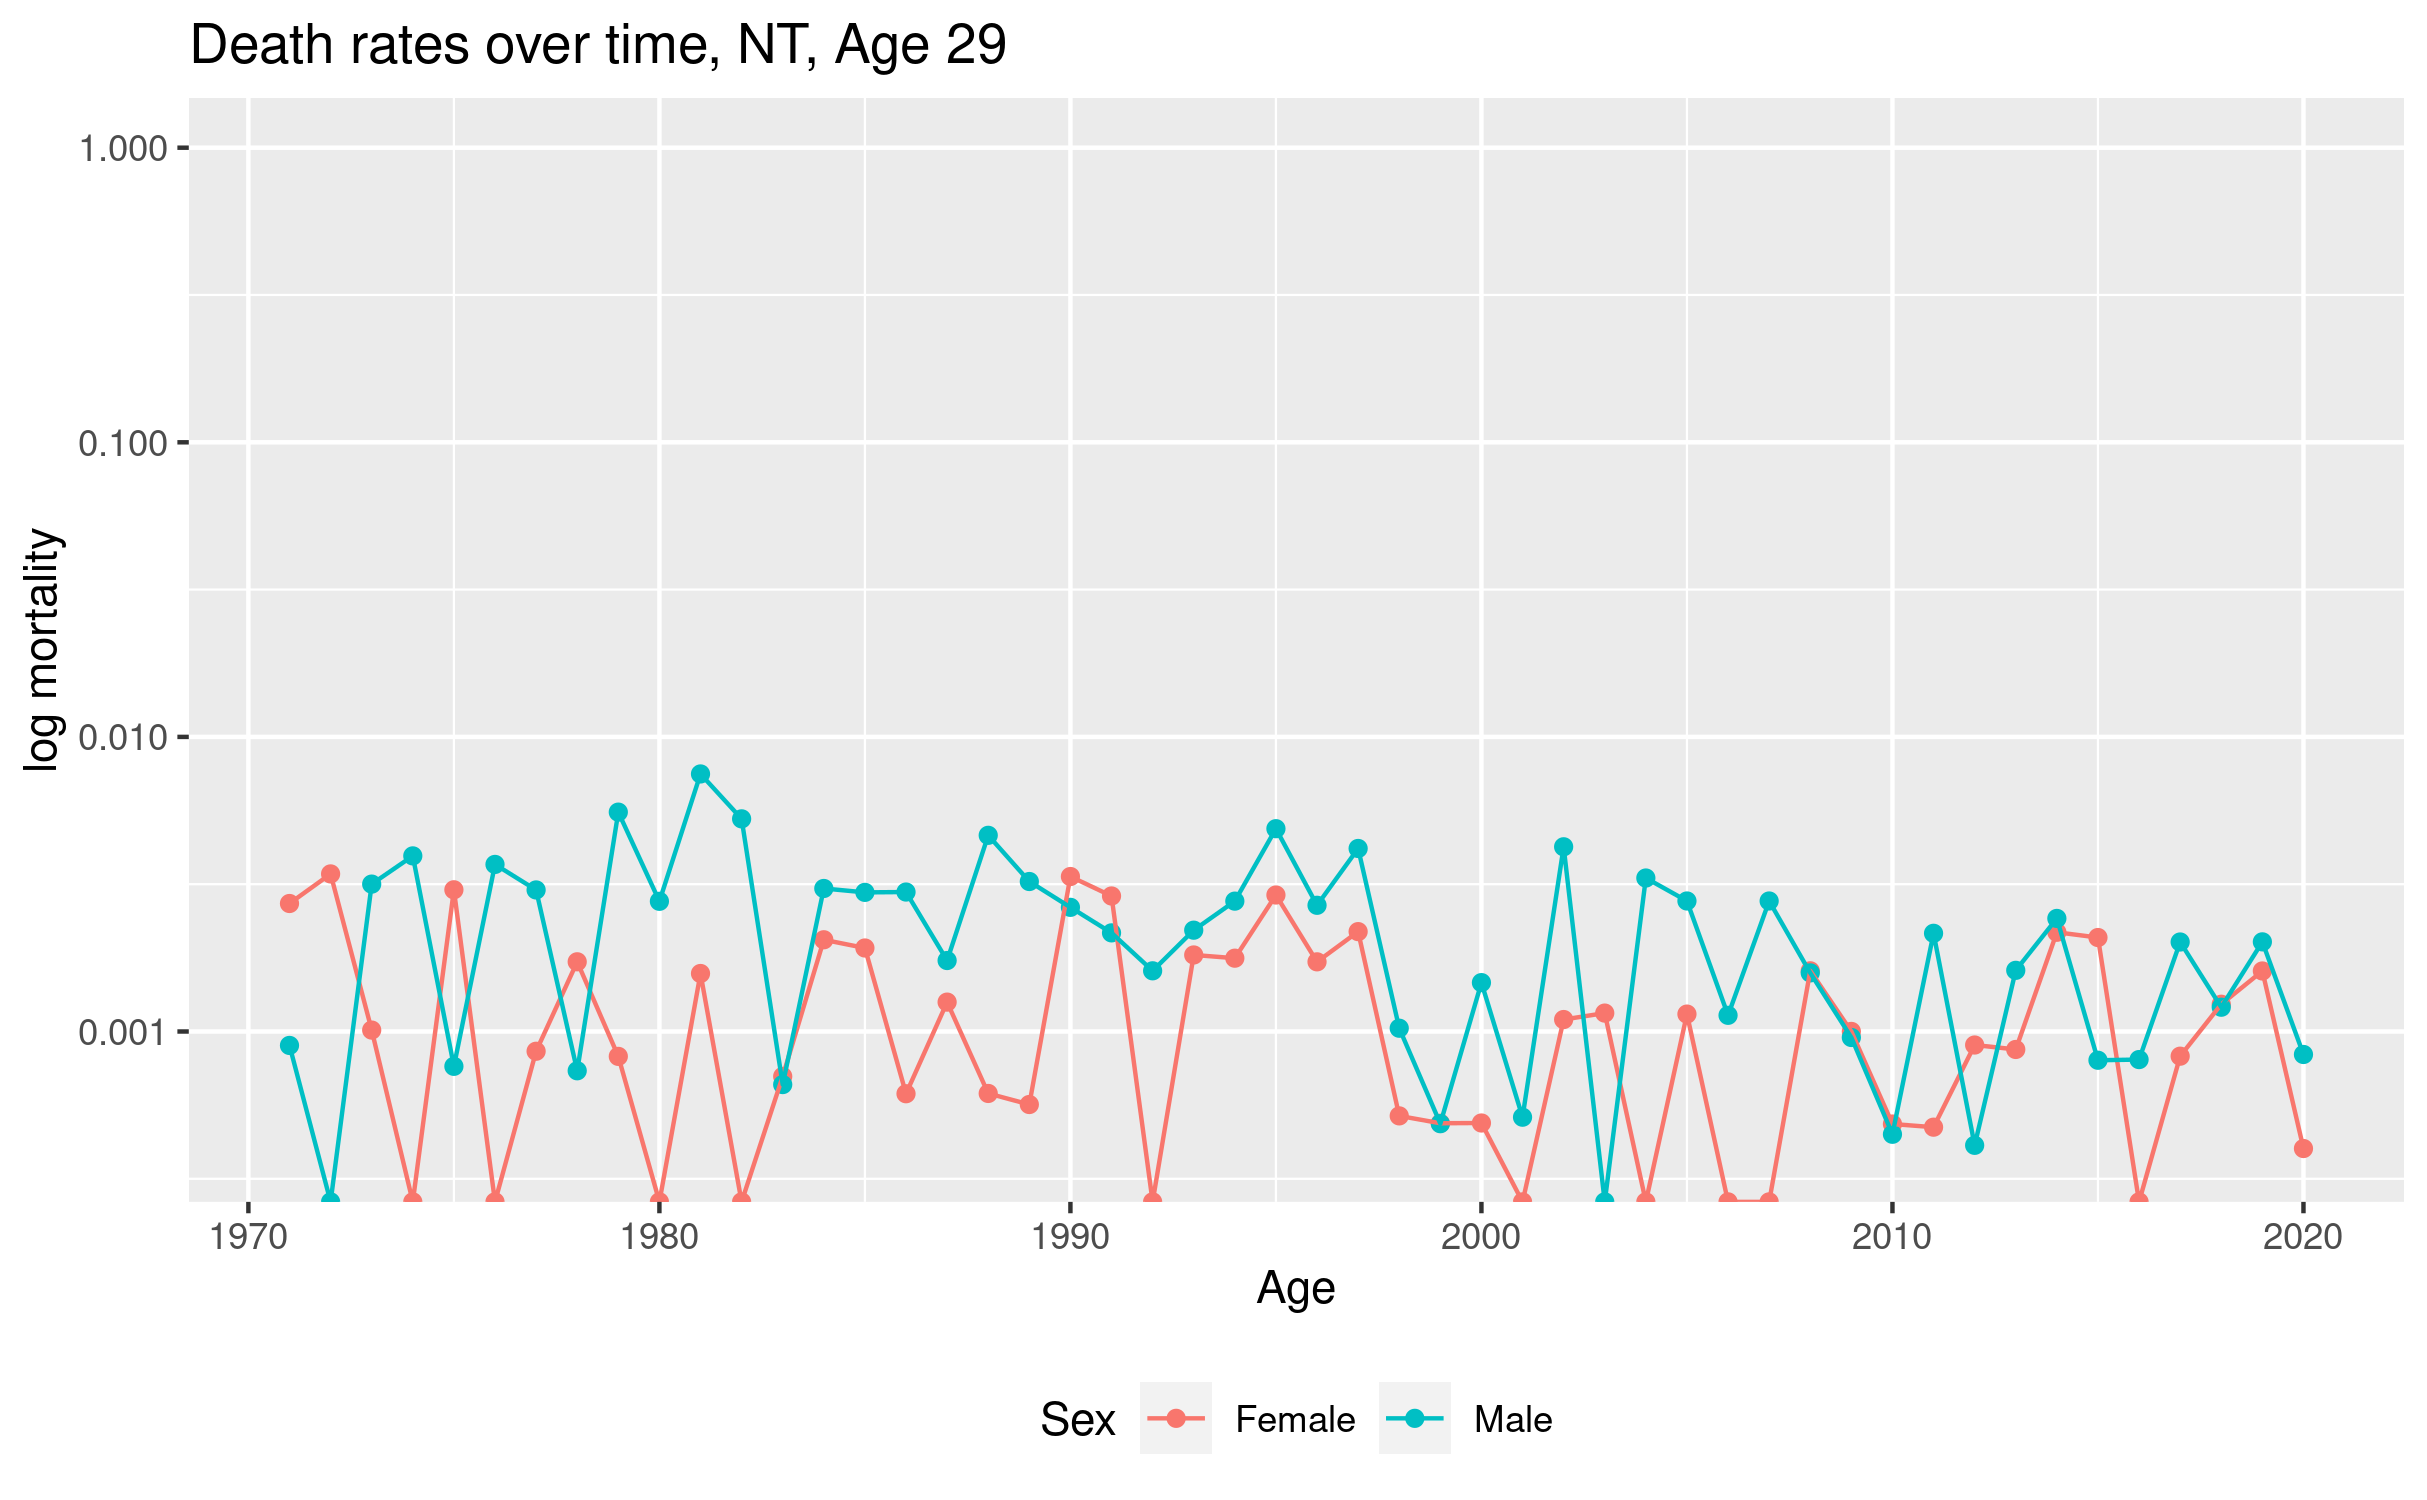 Death rates over time, NT, Age 29
log mortality
1.000
0.100
0.010
0.001
1970 1980 1990 2000 2010 2020
Age
Sex Female Male